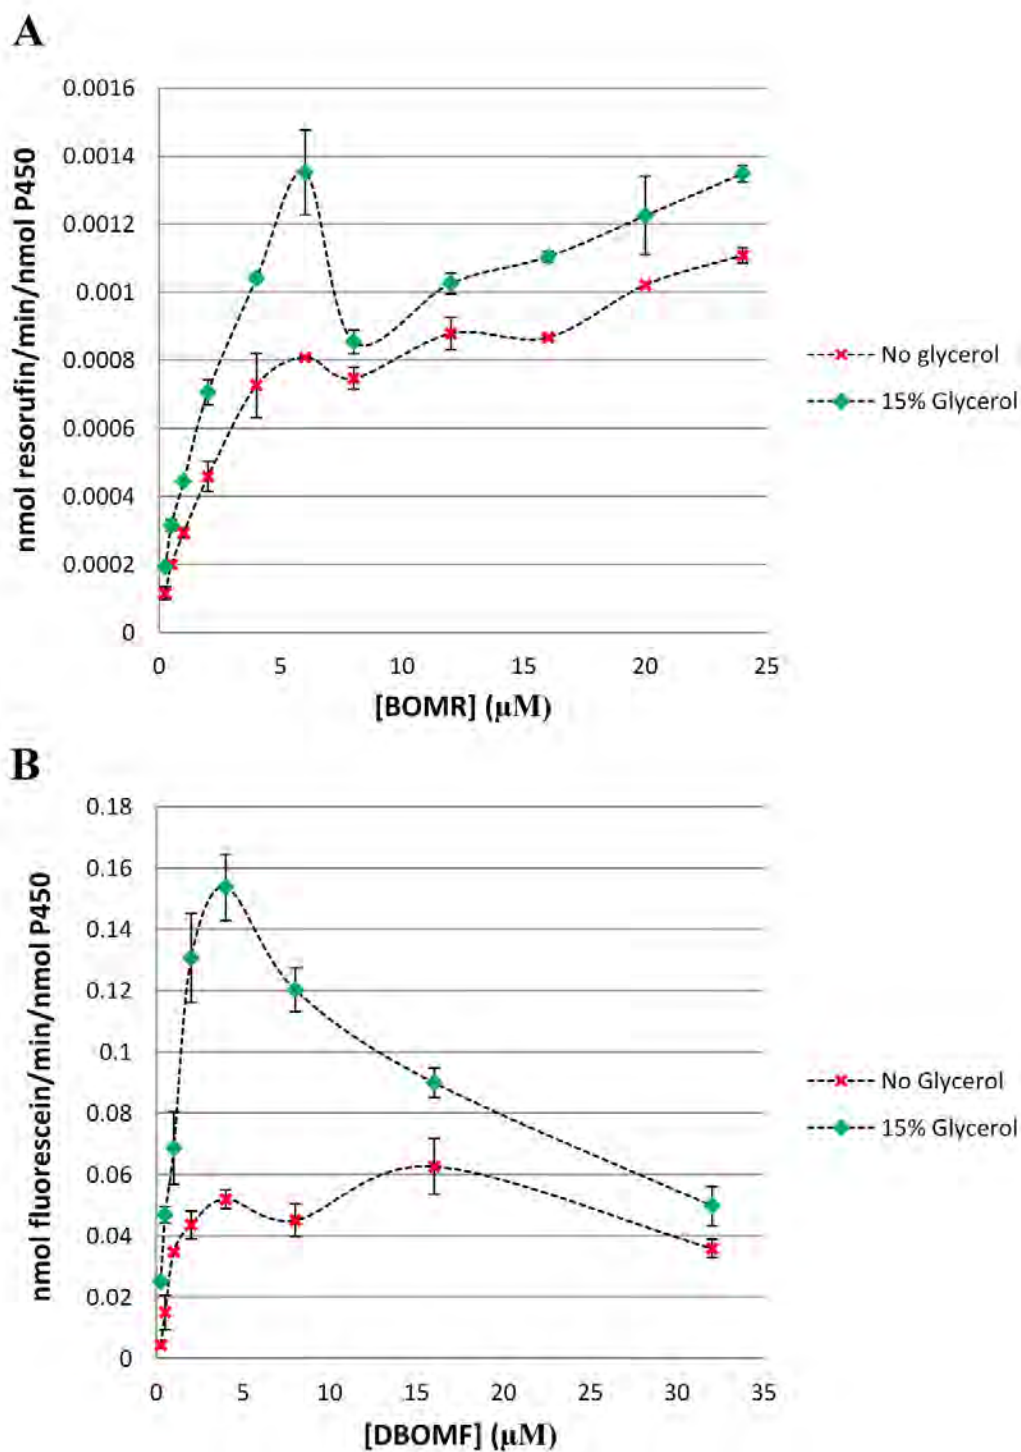 A
nmol resorufin/min/nmol P450
0.0016
0.0014
0.0012
0.001
0.0008
0.0006
0.0004
0.0002
0
0 5 10 15 20 25
[BOMR] (μM)
No glycerol
15% Glycerol
B
nmol fluorescein/min/nmol P450
0.18
0.16
0.14
0.12
0.1
0.08
0.06
0.04
0.02
0
0 5 10 15 20 25 30 35
[DBOMF] (μM)
No Glycerol
15% Glycerol